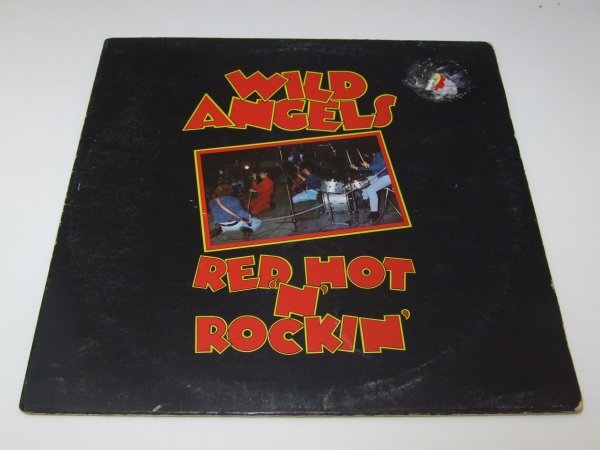 WILD
ANGELS
RED HOT
'N'
ROCKIN'